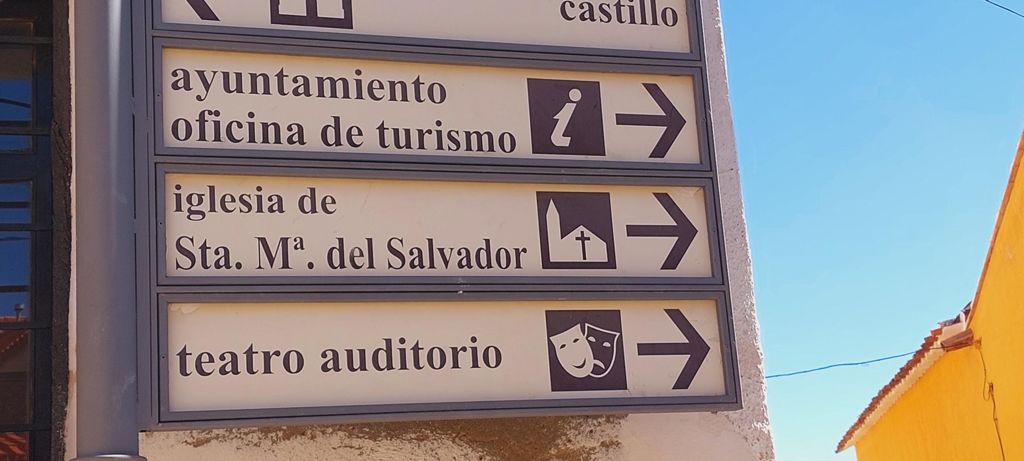 castillo
ayuntamiento
oficina de turismo
iglesia de
Sta. Mª. del Salvador
teatro auditorio